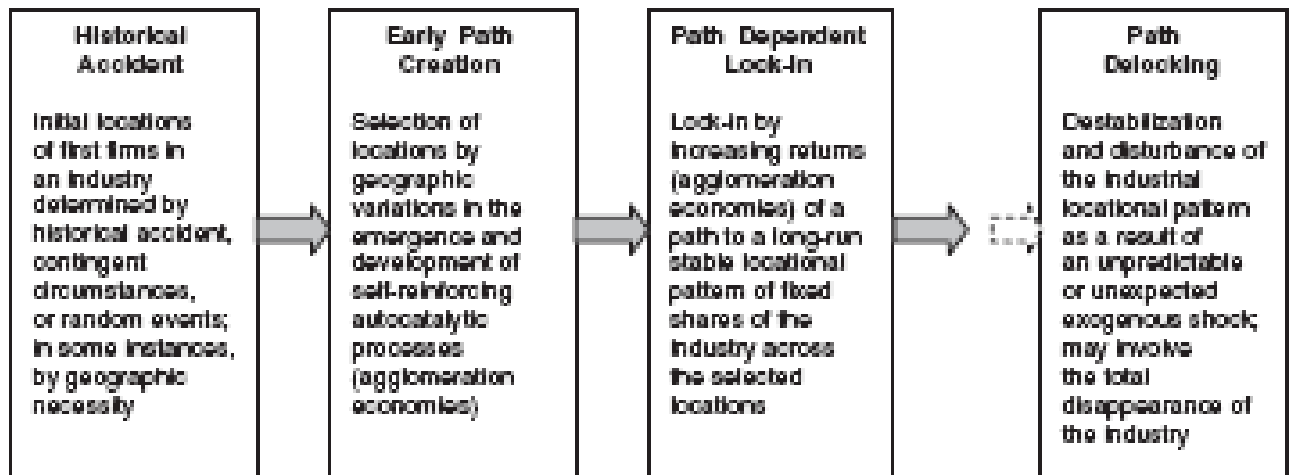 Historical
Accident
Initial locations
of first firms in
an industry
determined by
historical accident,
contingent
circumstances,
or random events;
in some instances,
by geographic
necessity
Early Path
Creation
Selection of
locations by
geographic
variations in the
emergence and
development of
self-reinforcing
autocatalytic
processes
(agglomeration
economies)
Path Dependent
Lock-in
Lock-in by
increasing returns
(agglomeration
economies) of a
path to a long-run
stable locational
pattern of fixed
shares of the
industry across
the selected
locations
Path
Delocking
Destabilization
and disturbance of
the industrial
locational pattern
as a result of
an unpredictable
or unexpected
exogenous shock;
may involve
the total
disappearance of
the industry